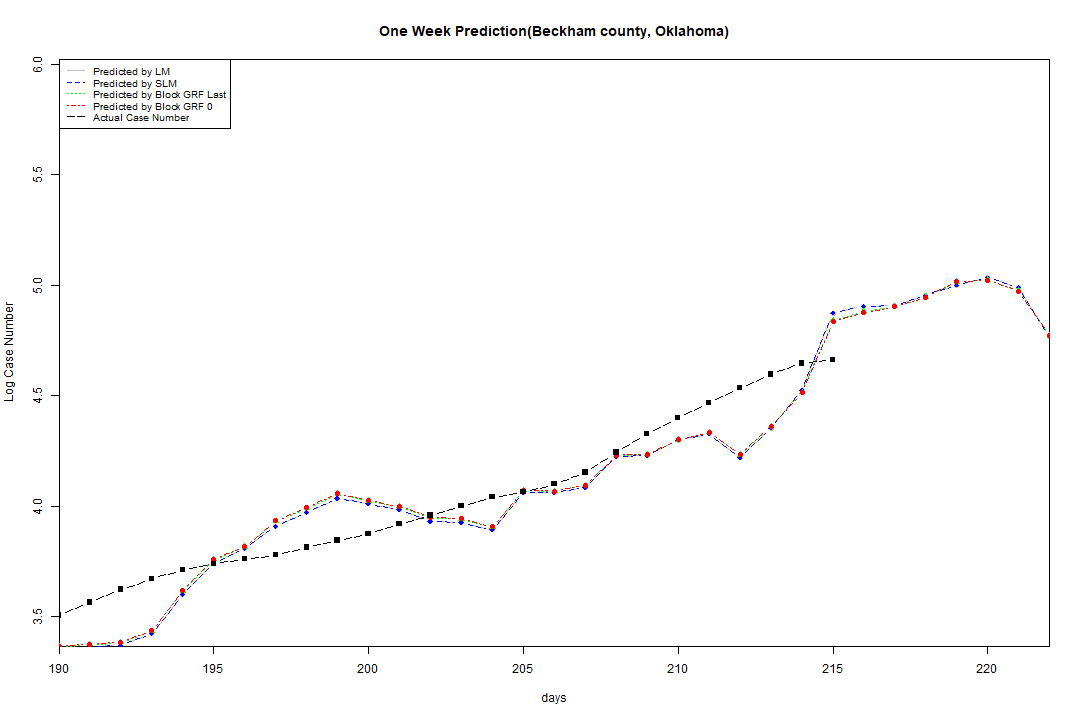 One Week Prediction(Beckham county, Oklahoma)
6.0
5.5
5.0
4.5
4.0
3.5
Log Case Number
Predicted by LM
Predicted by SLM
Predicted by Block GRF Last
Predicted by Block GRF 0
Actual Case Number
190 195 200 205 210 215 220
days